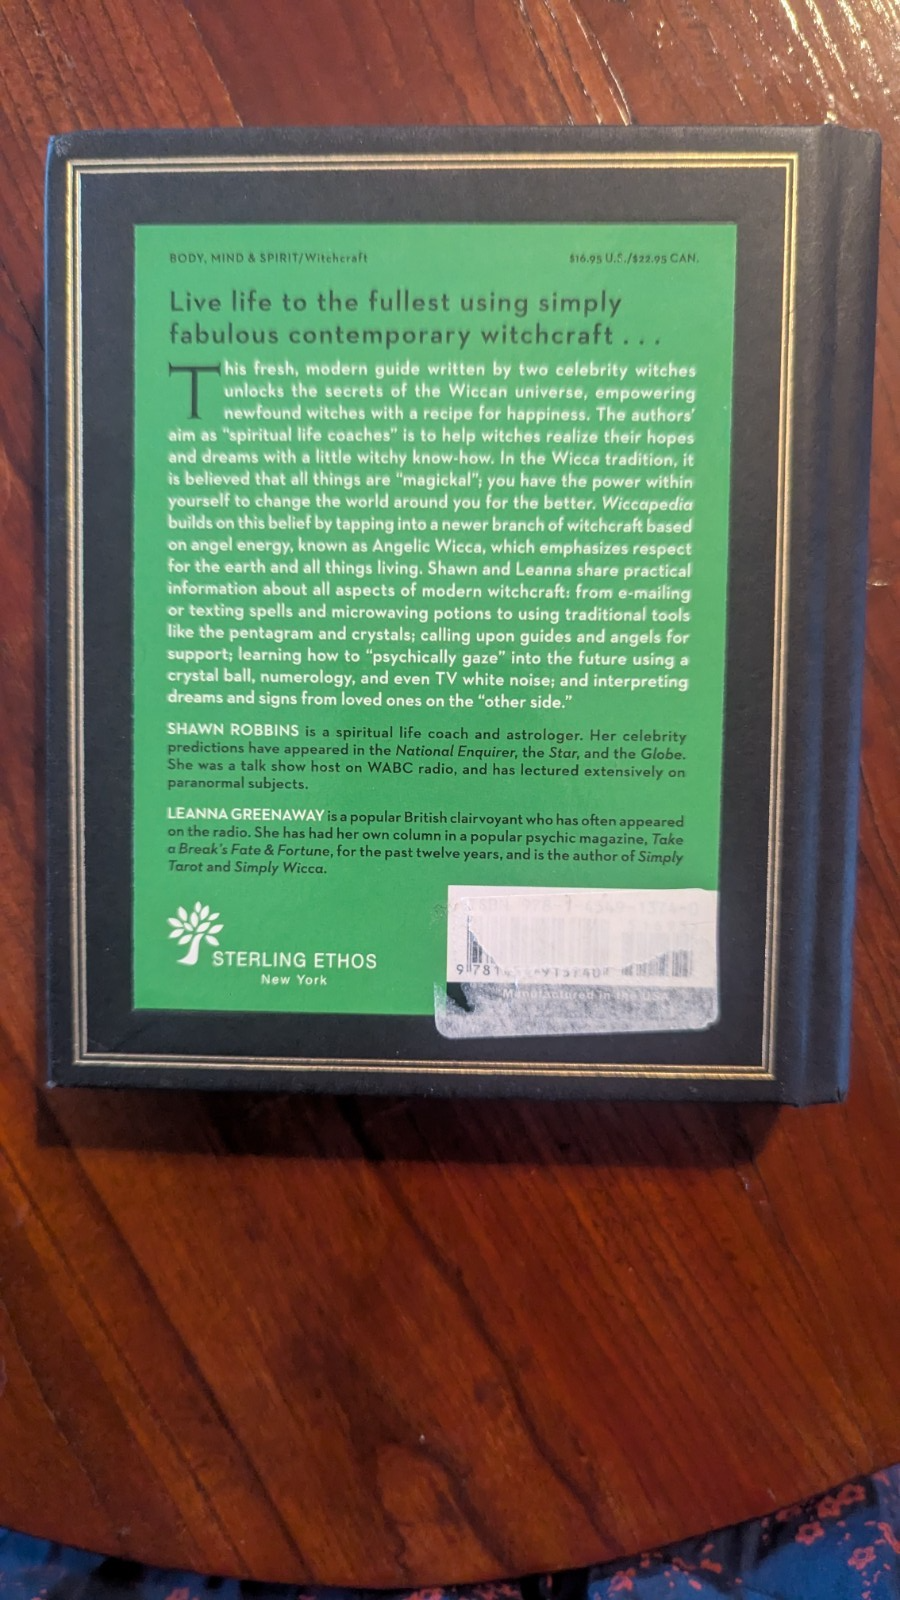 BODY, MIND & SPIRIT/Witchcraft
$16.95 U.S./$22.95 CAN.
Live life to the fullest using simply
fabulous contemporary witchcraft . . .
This fresh, modern guide written by two celebrity witches
unlocks the secrets of the Wiccan universe, empowering
newfound witches with a recipe for happiness. The authors'
aim as "spiritual life coaches" is to help witches realize their hopes
and dreams with a little witchy know-how. In the Wicca tradition, it
is believed that all things are "magickal"; you have the power within
yourself to change the world around you for the better. Wiccapedia
builds on this belief by tapping into a newer branch of witchcraft based
on angel energy, known as Angelic Wicca, which emphasizes respect
for the earth and all things living. Shawn and Leanna share practical
information about all aspects of modern witchcraft: from e-mailing
or texting spells and microwaving potions to using traditional tools
like the pentagram and crystals; calling upon guides and angels for
support; learning how to "psychically gaze" into the future using a
crystal ball, numerology, and even TV white noise; and interpreting
dreams and signs from loved ones on the "other side."
SHAWN ROBBINS is a spiritual life coach and astrologer. Her celebrity
predictions have appeared in the National Enquirer, the Star, and the Globe.
She was a talk show host on WABC radio, and has lectured extensively on
paranormal subjects.
LEANNA GREENAWAY is a popular British clairvoyant who has often appeared
on the radio. She has had her own column in a popular psychic magazine, Take
a Break's Fate & Fortune, for the past twelve years, and is the author of Simply
Tarot and Simply Wicca.
STERLING ETHOS
New York
Manufactured in the USA